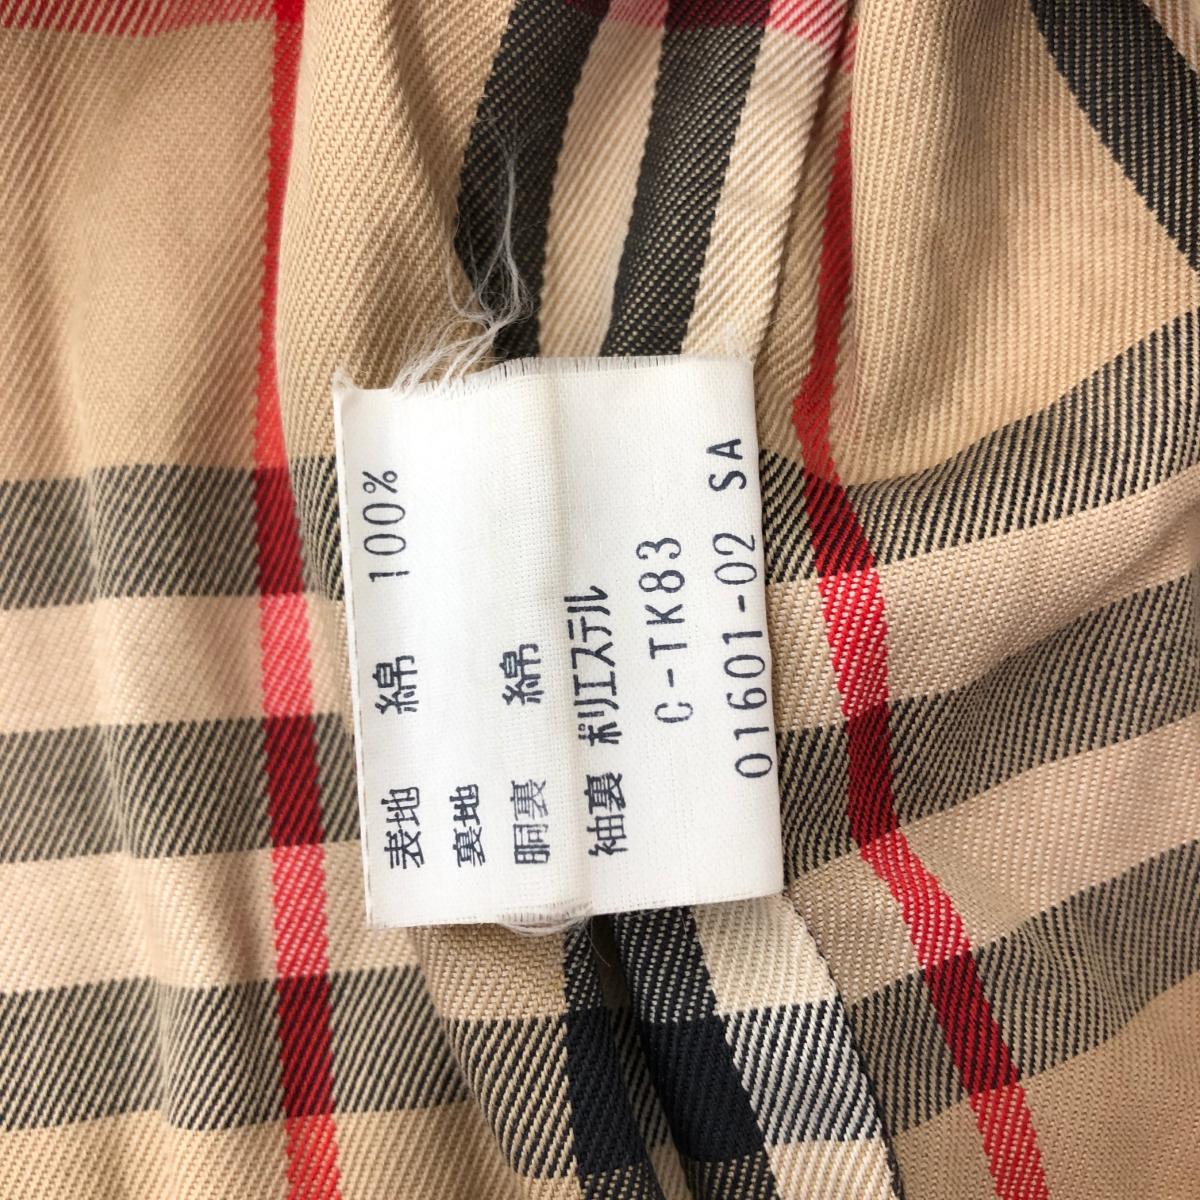 表地 綿 100%
裏地
胴裏 綿
袖裏 ポリエステル
C-TK83
01601-02 SA